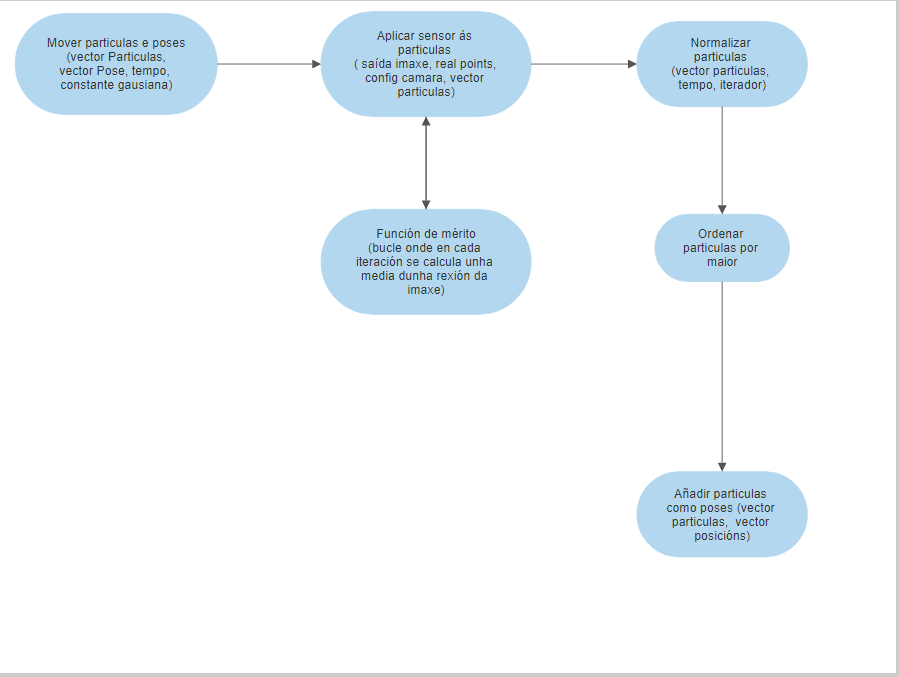 Mover particulas e poses
(vector Particulas,
vector Pose, tempo,
constante gausiana)
Aplicar sensor ás
particulas
( saída imaxe, real points,
config camara, vector
particulas)
Normalizar
particulas
(vector particulas,
tempo, iterador)
Función de mérito
(bucle onde en cada
iteración se calcula unha
media dunha rexión da
imaxe)
Ordenar
particulas por
maior
Añadir particulas
como poses (vector
particulas, vector
posicións)